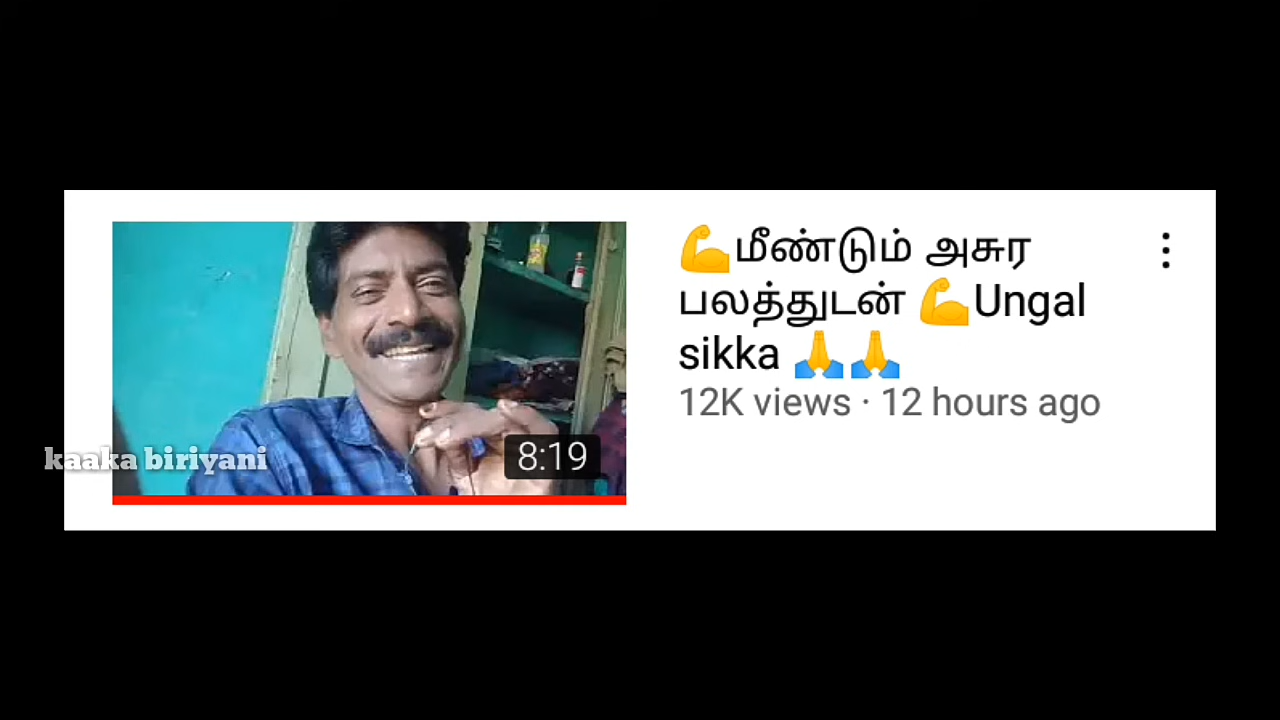 💪மீண்டும் அசுர
பலத்துடன் 💪Ungal
sikka 🙏🙏
12K views · 12 hours ago
8:19
kaaka biriyani